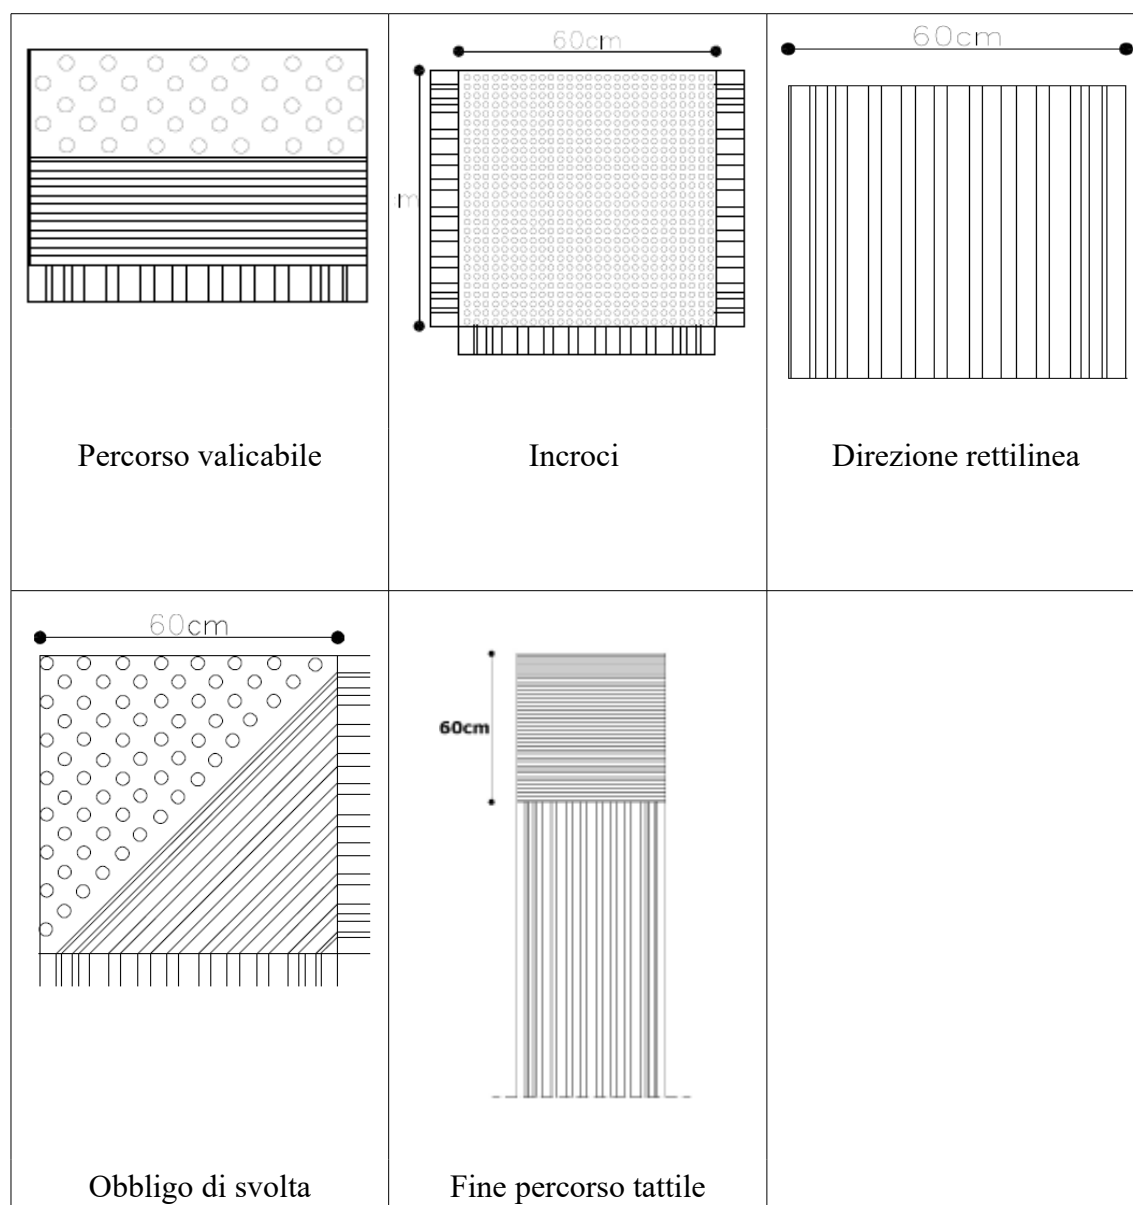 60cm
60cm
m
Percorso valicabile
Incroci
Direzione rettilinea
60cm
60cm
Obbligo di svolta
Fine percorso tattile